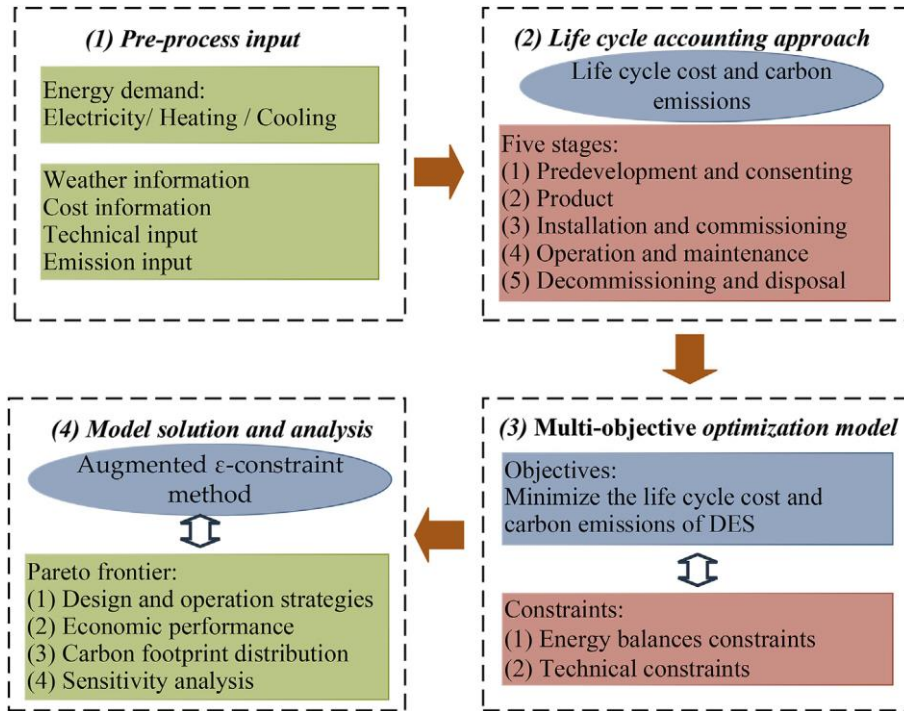 (1) Pre-process input
Energy demand:
Electricity/ Heating / Cooling
Weather information
Cost information
Technical input
Emission input
(2) Life cycle accounting approach
Life cycle cost and carbon
emissions
Five stages:
(1) Predevelopment and consenting
(2) Product
(3) Installation and commissioning
(4) Operation and maintenance
(5) Decommissioning and disposal
(3) Multi-objective optimization model
Objectives:
Minimize the life cycle cost and
carbon emissions of DES
Constraints:
(1) Energy balances constraints
(2) Technical constraints
(4) Model solution and analysis
Augmented ε-constraint
method
Pareto frontier:
(1) Design and operation strategies
(2) Economic performance
(3) Carbon footprint distribution
(4) Sensitivity analysis